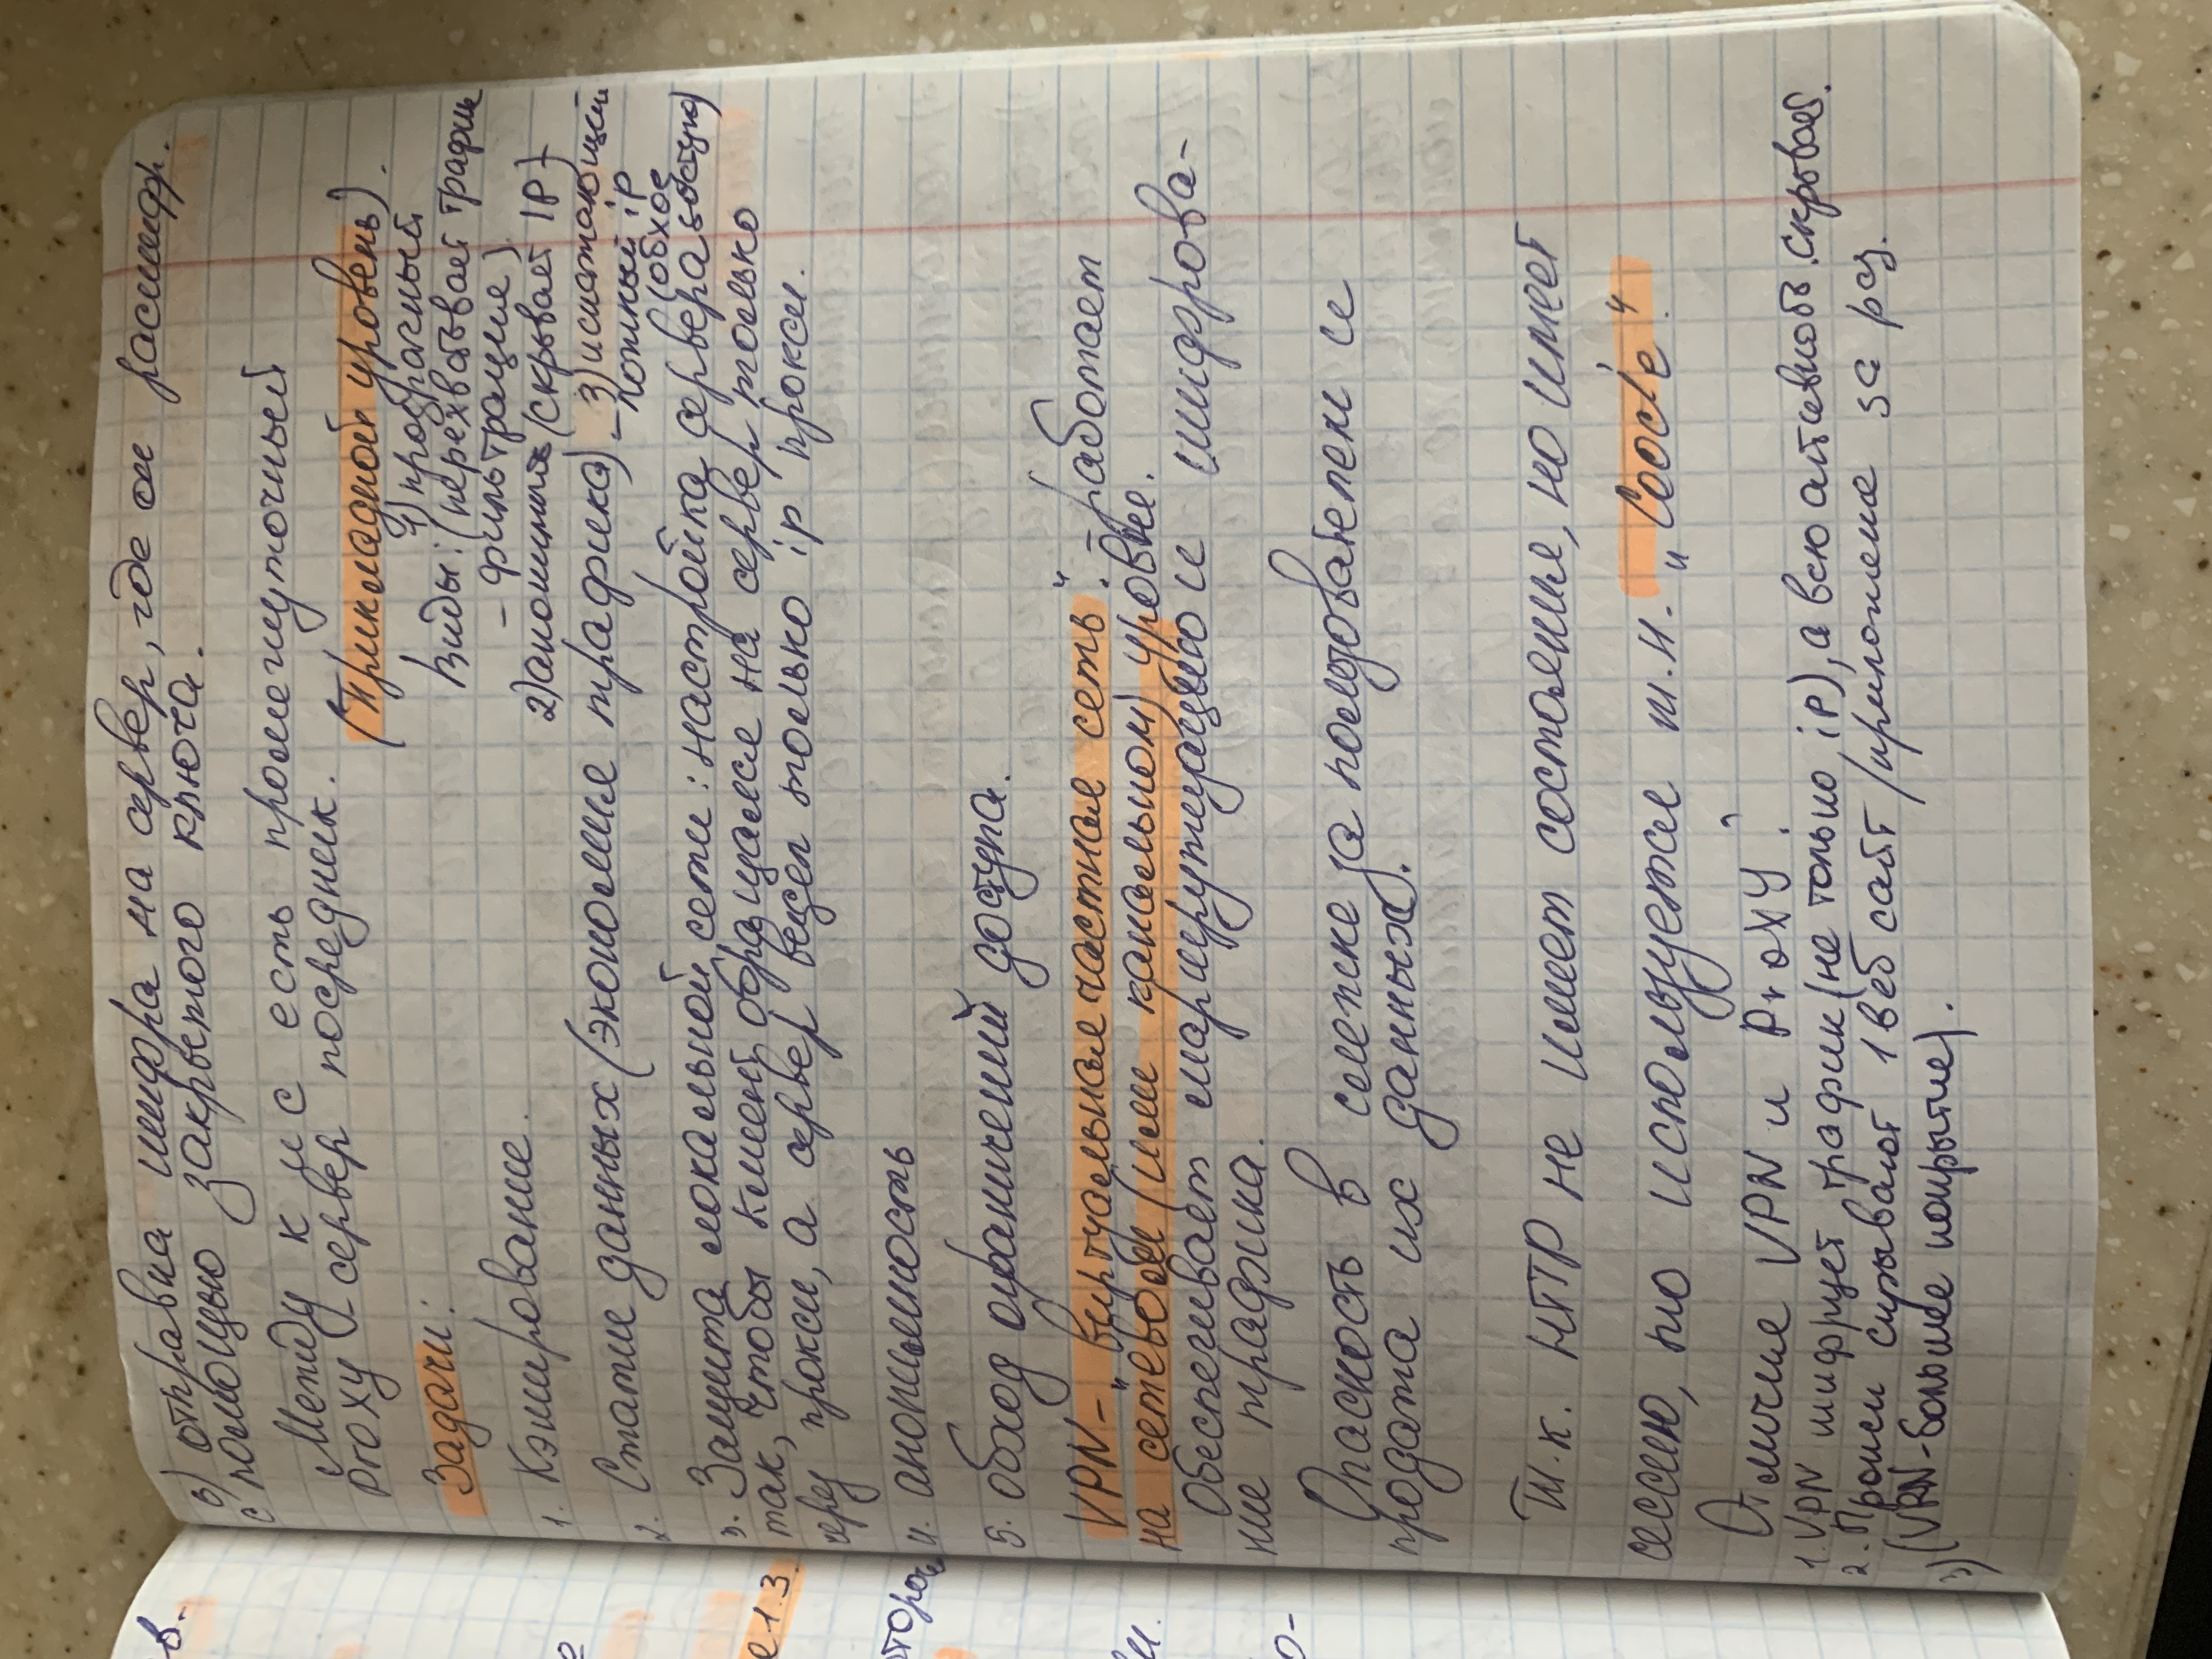 в.
в) отправка шифра на сервер, где он расшифр.
с помощью закрытого ключа.
Между к и с есть промежуточный
Proxy - сервер посредник.
(Прикладной уровень).
Задачи:
1) прозрачный
Виды: (перехватывает трафик
- фильтрация)
1. Кэширование.
2) анонимный (скрывает IP)
2. Сжатие данных (экономия трафика)
3) искажающий
- ложный ip
(обход
доступа)
3. Защита локальной сети: настройка сервера
так, чтобы клиент обращался на сервер только
через прокси, а сервер видел только ip прокси.
е 1.3.
4. анонимность
5. обход ограничений доступа.
VPN - „виртуальная частная сеть". - работает
на сетевом (или канальном) уровне.
Обеспечивает маршрутизацию и шифрова-
ние трафика.
о-
Опасность в слежке за пользователем и
продажа их данных.
Т.к. HTTP не имеет состояния, но имеет
сессию, то используется т.н. „Coocie".
Отличие VPN и Proxy?
1. VPN шифрует трафик (не только ip), а всю активность скрывает.
2. Прокси скрывают 1 веб сайт / приложение за раз.
3) (VPN - большее покрытие).